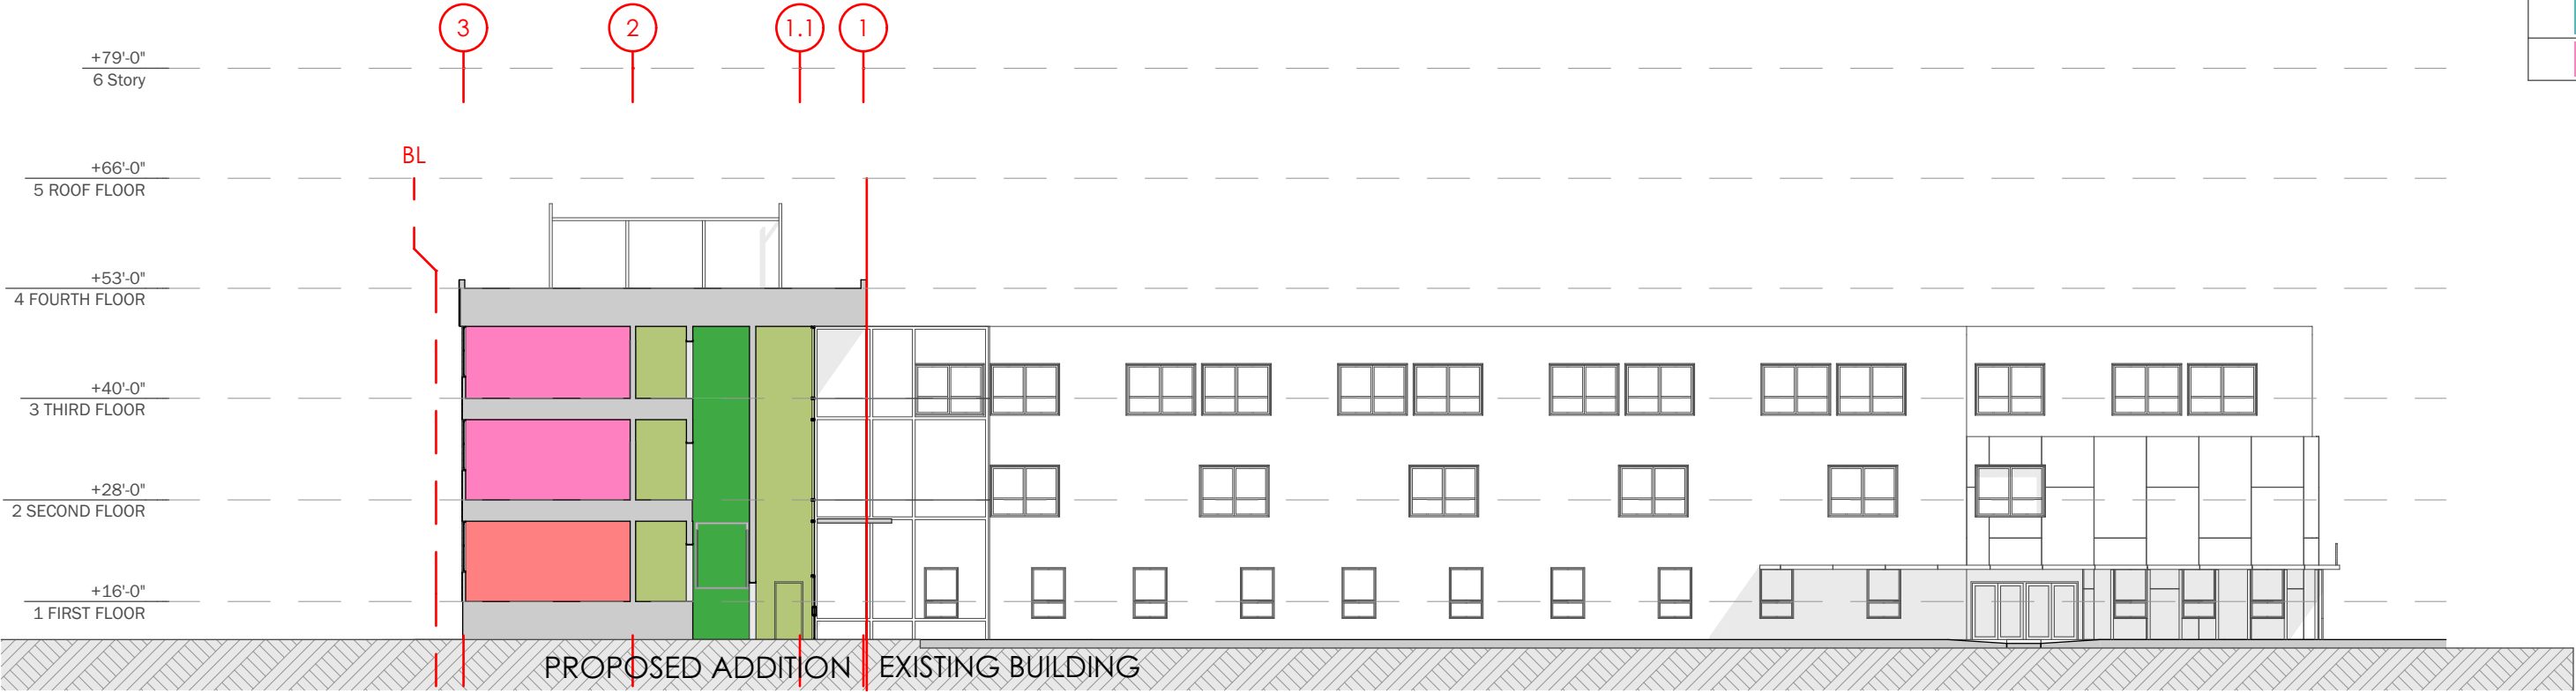 3
2
1.1
1
+79'-0"
6 Story
BL
+66'-0"
5 ROOF FLOOR
+53'-0"
4 FOURTH FLOOR
+40'-0"
3 THIRD FLOOR
+28'-0"
2 SECOND FLOOR
+16'-0"
1 FIRST FLOOR
PROPOSED ADDITION
EXISTING BUILDING